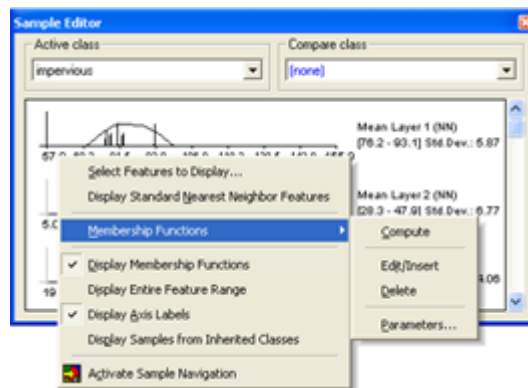 Sample Editor
Active class
Compare class
impervious
(none)
Mean Layer 1 (NN)
[76.2 - 93.1] Std.Dev.: 5.87
Select Features to Display...
Display Standard Nearest Neighbor Features
Mean Layer 2 (NN)
[28.3 - 47.9] Std.Dev.: 6.77
Membership Functions
Compute
Display Membership Functions
Edit/Insert
Display Entire Feature Range
Delete
Display Axis Labels
Display Samples from Inherited Classes
Parameters...
Activate Sample Navigation